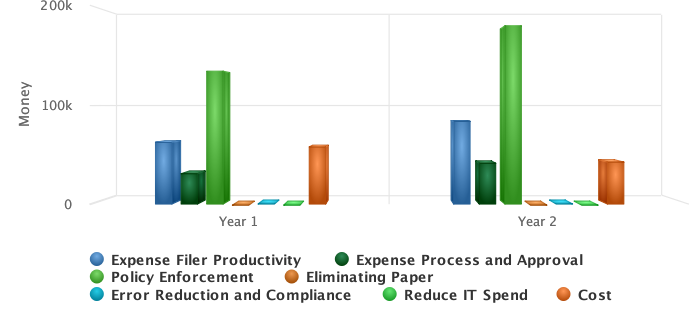 200k
100k
0
Money
Year 1
Year 2
Expense Filer Productivity
Expense Process and Approval
Policy Enforcement
Eliminating Paper
Error Reduction and Compliance
Reduce IT Spend
Cost